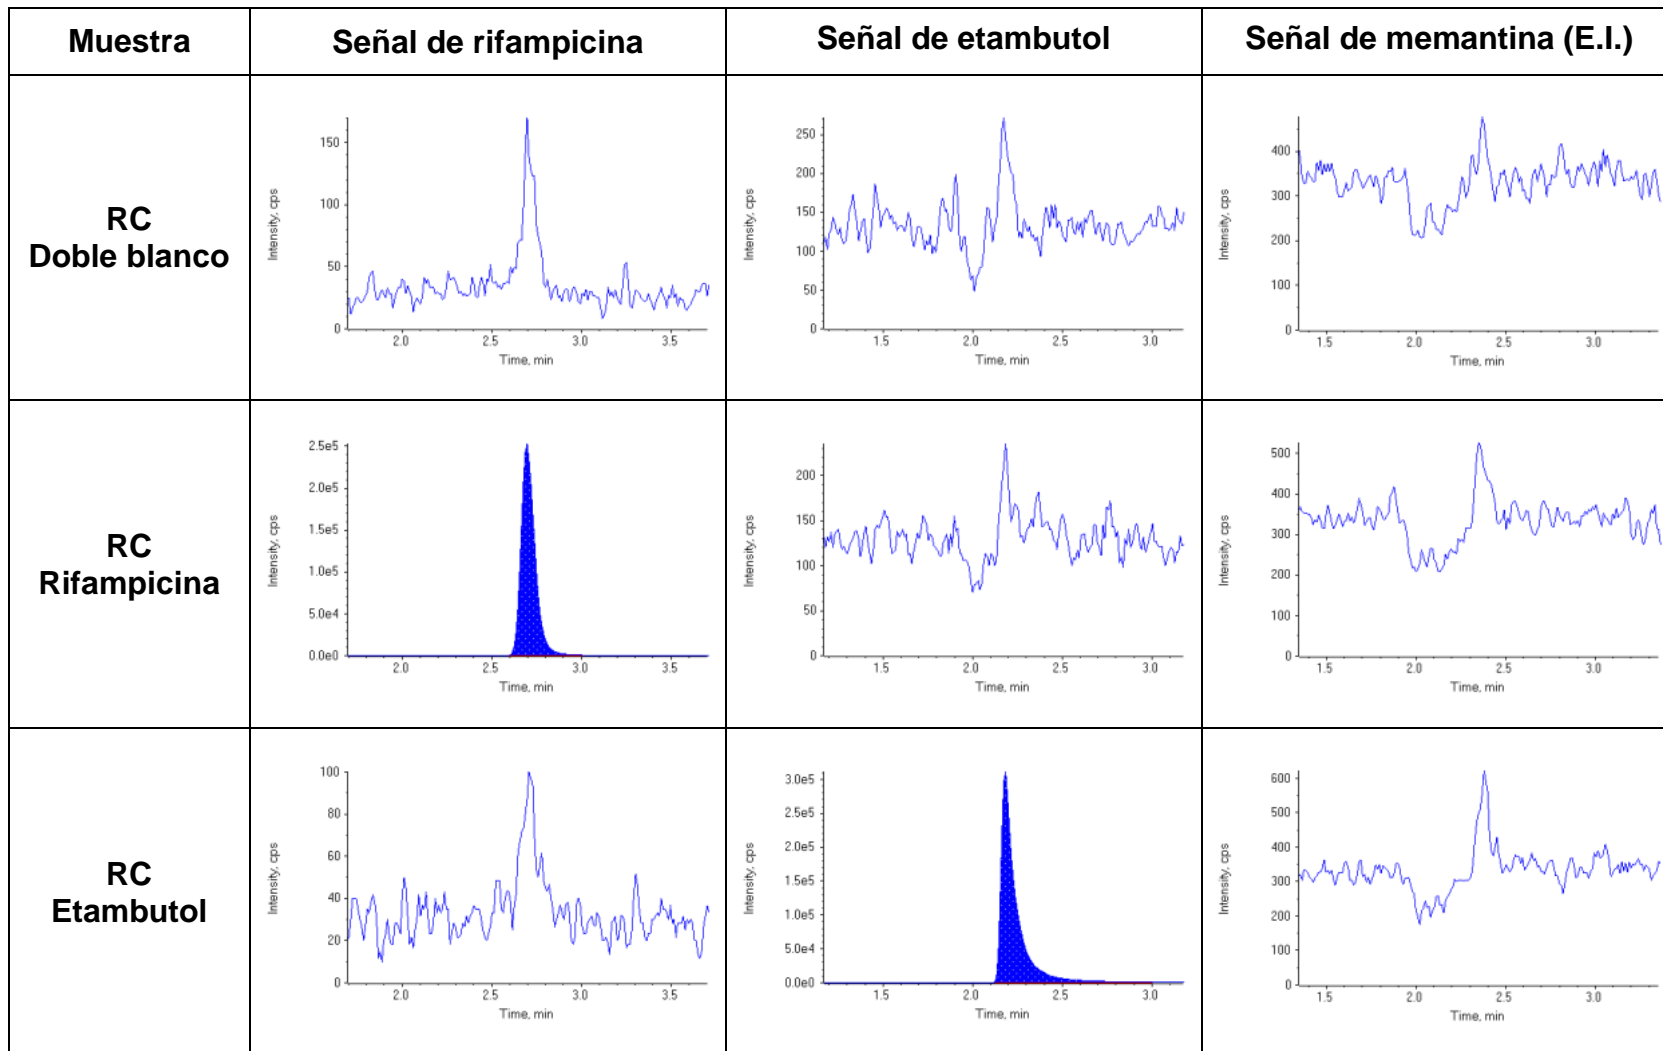 Muestra
Señal de rifampicina
Señal de etambutol
Señal de memantina (E.I.)
RC
Doble blanco
Intensity, cps
150
100
50
0
2.0 2.5 3.0 3.5
Time, min
Intensity, cps
250
200
150
100
50
0
1.5 2.0 2.5 3.0
Time, min
Intensity, cps
400
300
200
100
0
1.5 2.0 2.5 3.0
Time, min
RC
Rifampicina
Intensity, cps
2.5e5
2.0e5
1.5e5
1.0e5
5.0e4
0.0e0
2.0 2.5 3.0 3.5
Time, min
Intensity, cps
200
150
100
50
0
1.5 2.0 2.5 3.0
Time, min
Intensity, cps
500
400
300
200
100
0
1.5 2.0 2.5 3.0
Time, min
RC
Etambutol
Intensity, cps
100
80
60
40
20
0
2.0 2.5 3.0 3.5
Time, min
Intensity, cps
3.0e5
2.5e5
2.0e5
1.5e5
1.0e5
5.0e4
0.0e0
1.5 2.0 2.5 3.0
Time, min
Intensity, cps
600
500
400
300
200
100
0
1.5 2.0 2.5 3.0
Time, min